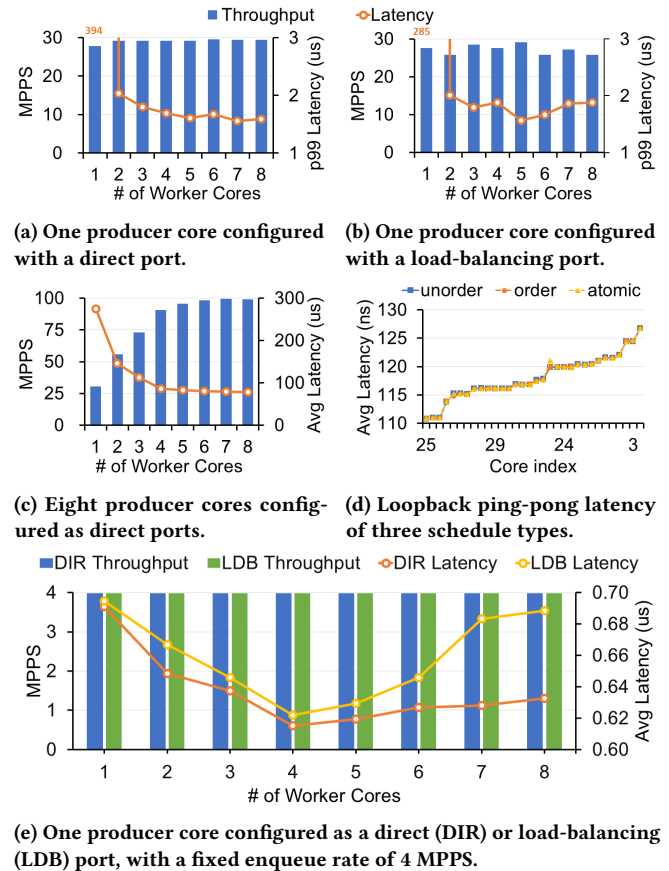 Throughput Latency
394
30
20
10
0
MPPS
3
2
1
p99 Latency (us)
1 2 3 4 5 6 7 8
# of Worker Cores
285
30
20
10
0
MPPS
3
2
1
p99 Latency (us)
1 2 3 4 5 6 7 8
# of Worker Cores
(a) One producer core configured
with a direct port.
(b) One producer core configured
with a load-balancing port.
100
75
50
25
0
MPPS
300
200
100
0
Avg Latency (us)
1 2 3 4 5 6 7 8
# of Worker Cores
unorder order atomic
130
125
120
115
110
Avg Latency (ns)
25 29 24 3
Core index
(c) Eight producer cores config-
ured as direct ports.
(d) Loopback ping-pong latency
of three schedule types.
DIR Throughput LDB Throughput DIR Latency LDB Latency
4
3
2
1
0
MPPS
0.70
0.68
0.66
0.64
0.62
0.60
Avg Latency (us)
1 2 3 4 5 6 7 8
# of Worker Cores
(e) One producer core configured as a direct (DIR) or load-balancing
(LDB) port, with a fixed enqueue rate of 4 MPPS.